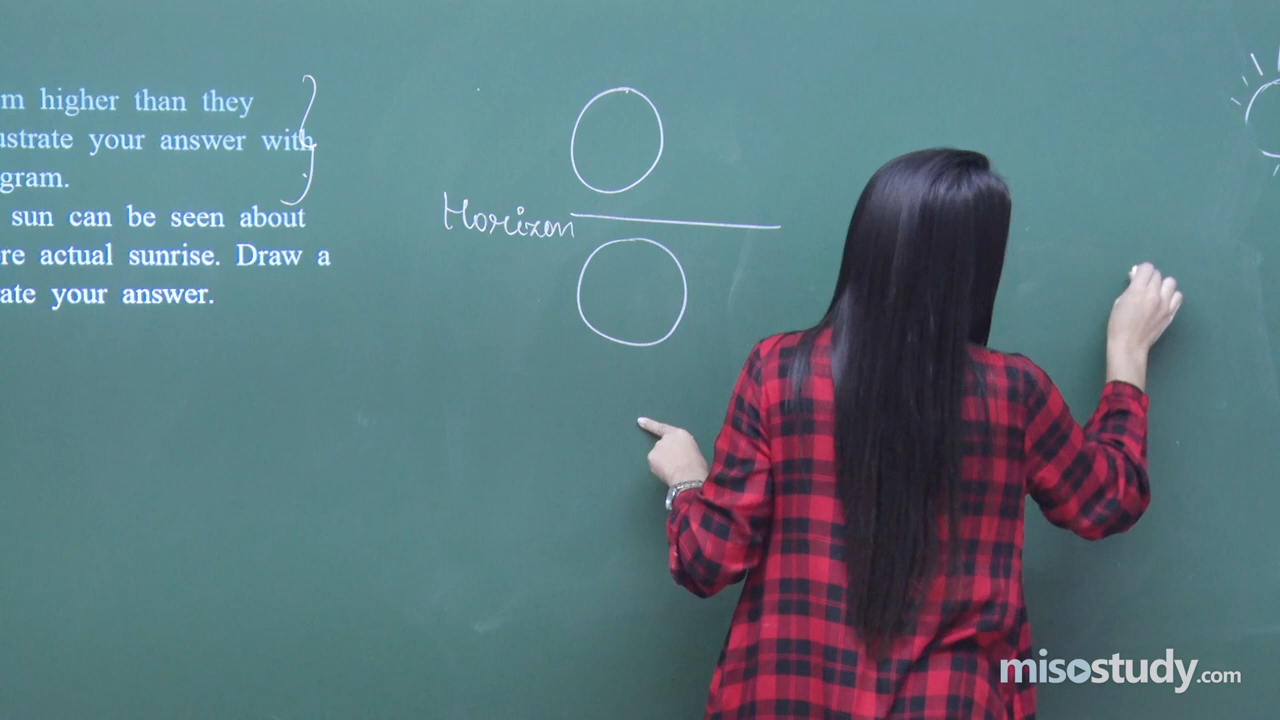 m higher than they
ustrate your answer with
gram.
sun can be seen about
re actual sunrise. Draw a
ate your answer.
Horizon
misostudy.com